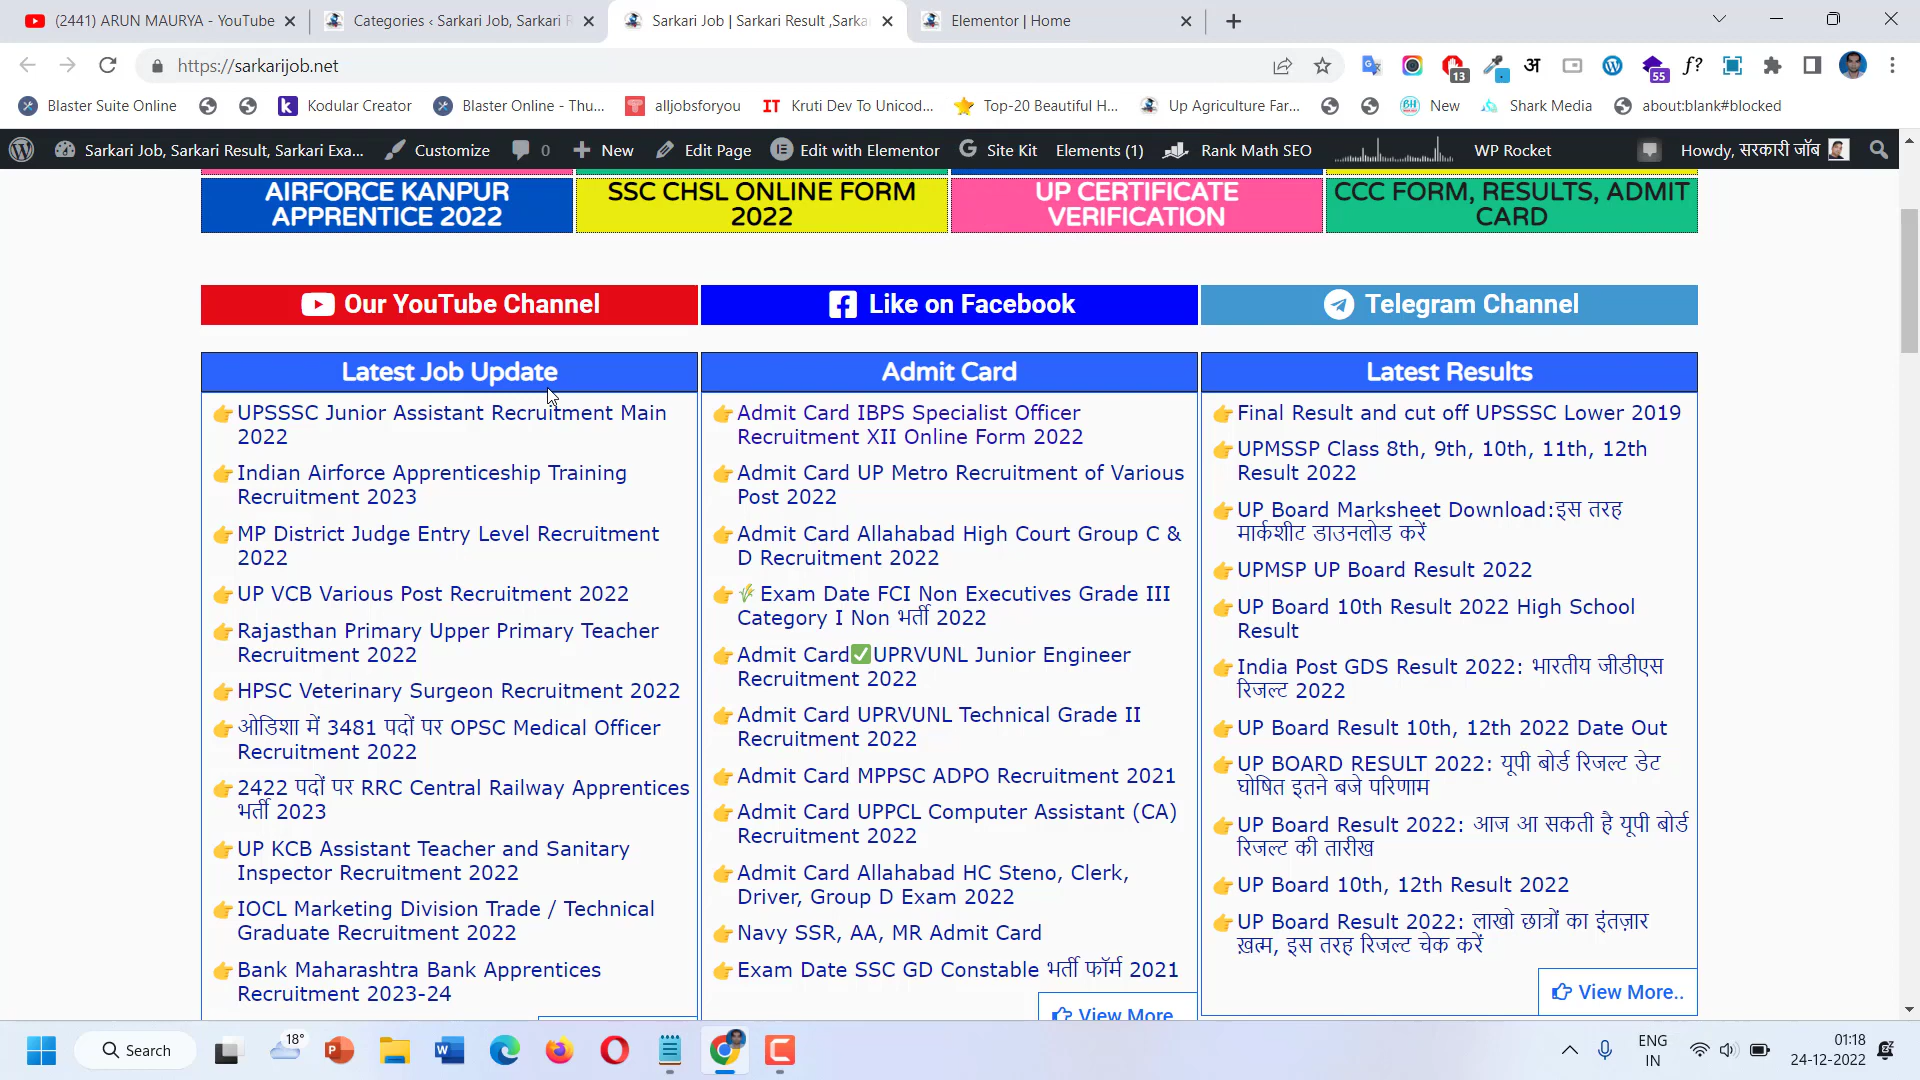 (2441) ARUN MAURYA - YouTube
Categories ‹ Sarkari Job, Sarkari R
Sarkari Job | Sarkari Result ,Sarka
Elementor | Home
https://sarkarijob.net
13
55
अ
f?
Blaster Suite Online
Kodular Creator
Blaster Online - Thu...
alljobsforyou
IT Kruti Dev To Unicod...
Top-20 Beautiful H...
Up Agriculture Far...
New
Shark Media
about:blank#blocked
Sarkari Job, Sarkari Result, Sarkari Exa...
Customize
0
New
Edit Page
Edit with Elementor
Site Kit
Elements (1)
Rank Math SEO
WP Rocket
Howdy, सरकारी जॉब
AIRFORCE KANPUR
APPRENTICE 2022
SSC CHSL ONLINE FORM
2022
UP CERTIFICATE
VERIFICATION
CCC FORM, RESULTS, ADMIT
CARD
Our YouTube Channel
Like on Facebook
Telegram Channel
Latest Job Update
UPSSSC Junior Assistant Recruitment Main
2022
Indian Airforce Apprenticeship Training
Recruitment 2023
MP District Judge Entry Level Recruitment
2022
UP VCB Various Post Recruitment 2022
Rajasthan Primary Upper Primary Teacher
Recruitment 2022
HPSC Veterinary Surgeon Recruitment 2022
ओडिशा में 3481 पदों पर OPSC Medical Officer
Recruitment 2022
2422 पदों पर RRC Central Railway Apprentices
भर्ती 2023
UP KCB Assistant Teacher and Sanitary
Inspector Recruitment 2022
IOCL Marketing Division Trade / Technical
Graduate Recruitment 2022
Bank Maharashtra Bank Apprentices
Recruitment 2023-24
Admit Card
Admit Card IBPS Specialist Officer
Recruitment XII Online Form 2022
Admit Card UP Metro Recruitment of Various
Post 2022
Admit Card Allahabad High Court Group C &
D Recruitment 2022
Exam Date FCI Non Executives Grade III
Category I Non भर्ती 2022
Admit Card✅UPRVUNL Junior Engineer
Recruitment 2022
Admit Card UPRVUNL Technical Grade II
Recruitment 2022
Admit Card MPPSC ADPO Recruitment 2021
Admit Card UPPCL Computer Assistant (CA)
Recruitment 2022
Admit Card Allahabad HC Steno, Clerk,
Driver, Group D Exam 2022
Navy SSR, AA, MR Admit Card
Exam Date SSC GD Constable भर्ती फॉर्म 2021
View More
Latest Results
Final Result and cut off UPSSSC Lower 2019
UPMSSP Class 8th, 9th, 10th, 11th, 12th
Result 2022
UP Board Marksheet Download:इस तरह
मार्कशीट डाउनलोड करें
UPMSP UP Board Result 2022
UP Board 10th Result 2022 High School
Result
India Post GDS Result 2022: भारतीय जीडीएस
रिजल्ट 2022
UP Board Result 10th, 12th 2022 Date Out
UP BOARD RESULT 2022: यूपी बोर्ड रिजल्ट डेट
घोषित इतने बजे परिणाम
UP Board Result 2022: आज आ सकती है यूपी बोर्ड
रिजल्ट की तारीख
UP Board 10th, 12th Result 2022
UP Board Result 2022: लाखो छात्रों का इंतज़ार
ख़त्म, इस तरह रिजल्ट चेक करें
View More..
Search
18°
ENG
IN
01:18
24-12-2022